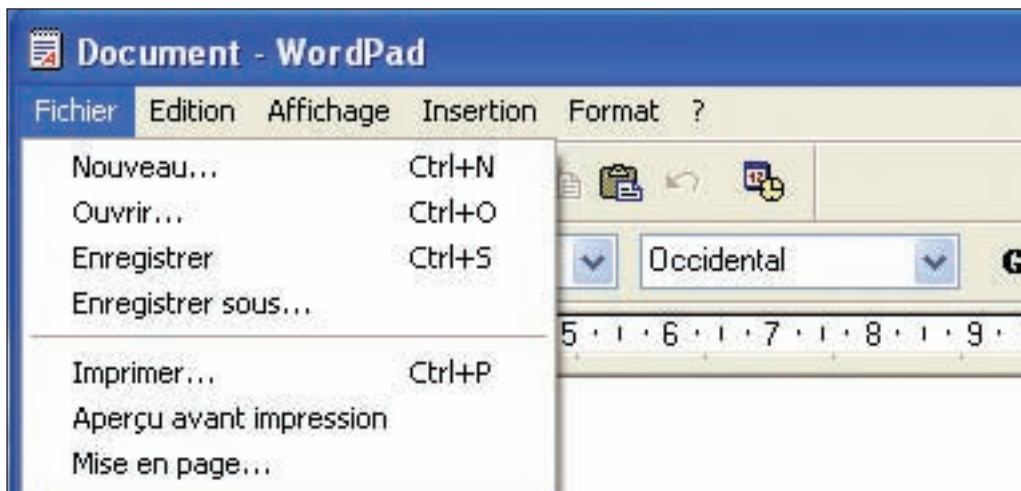 Document - WordPad
Fichier Edition Affichage Insertion Format ?
Nouveau... Ctrl+N
Ouvrir... Ctrl+O
Enregistrer Ctrl+S
Occidental G
Enregistrer sous...
5 6 7 8 9
Imprimer... Ctrl+P
Aperçu avant impression
Mise en page...